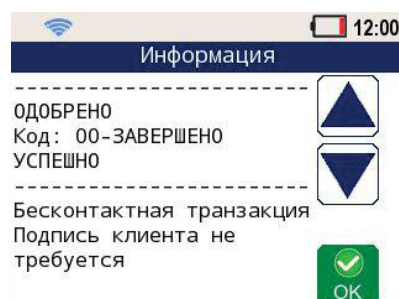 12:00
Информация
------------------------
ОДОБРЕНО
Код: 00-ЗАВЕРШЕНО
УСПЕШНО
------------------------
Бесконтактная транзакция
Подпись клиента не
требуется
OK